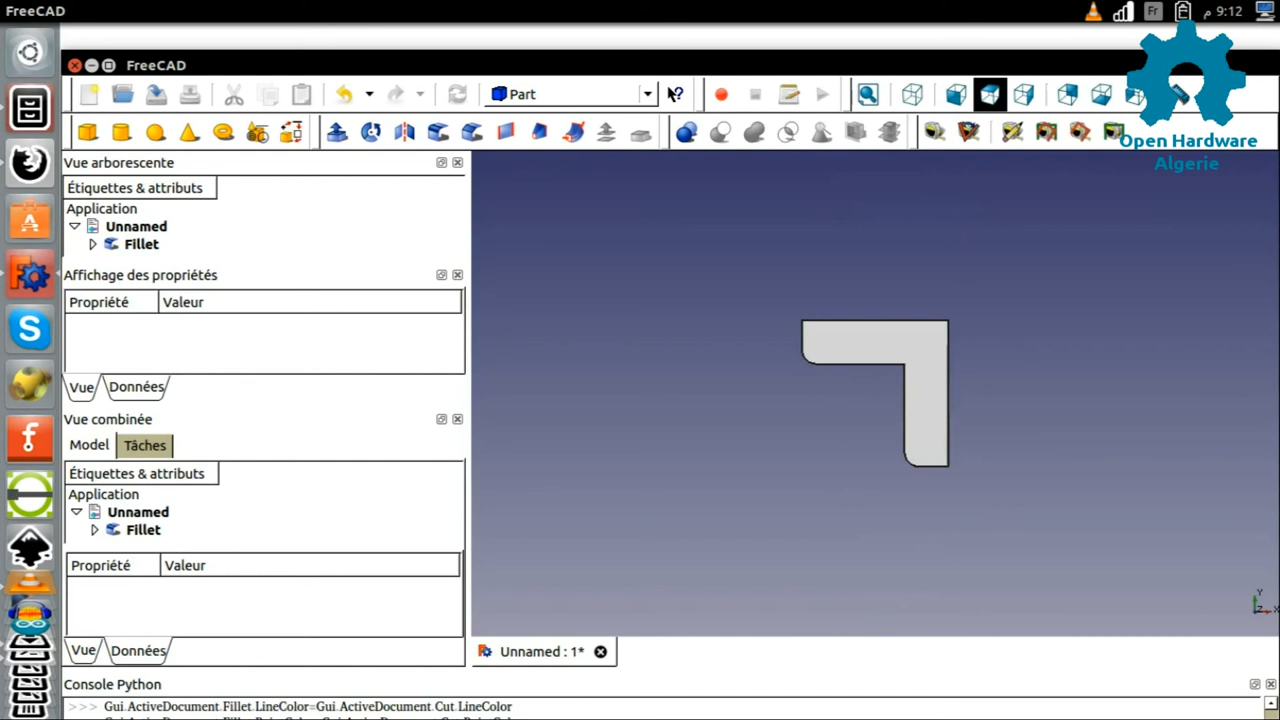 FreeCAD
Fr
9:12 م
FreeCAD
Part
Open Hardware
Algerie
Vue arborescente
Étiquettes & attributs
Application
Unnamed
Fillet
Affichage des propriétés
Propriété Valeur
Vue Données
Vue combinée
Model Tâches
Étiquettes & attributs
Application
Unnamed
Fillet
Propriété Valeur
Vue Données
Y
Z X
Unnamed : 1*
Console Python
>>> Gui.ActiveDocument.Fillet.LineColor=Gui.ActiveDocument.Cut.LineColor